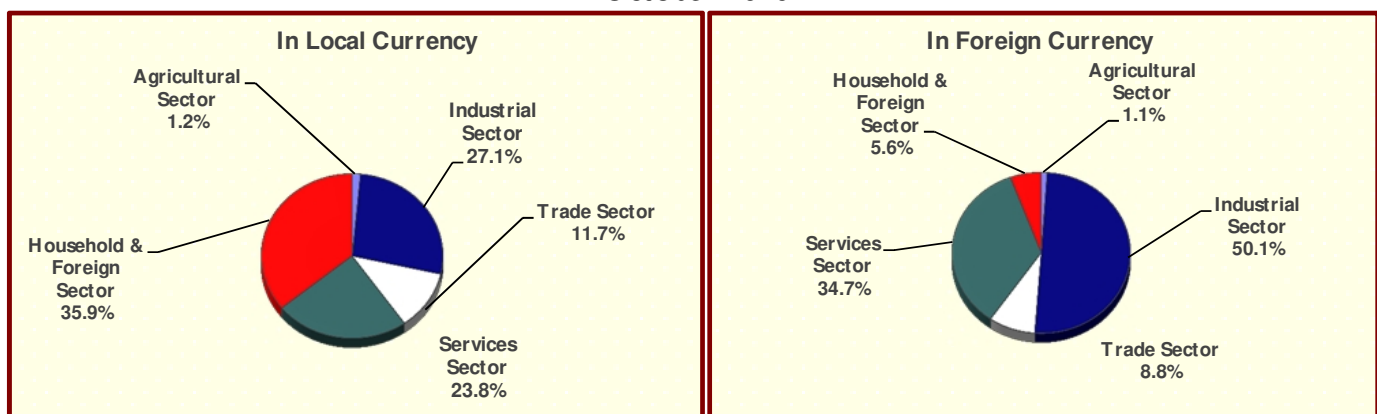 In Local Currency
Agricultural
Sector
1.2%
Industrial
Sector
27.1%
Trade Sector
11.7%
Household &
Foreign
Sector
35.9%
Services
Sector
23.8%
In Foreign Currency
Household &
Foreign
Sector
5.6%
Agricultural
Sector
1.1%
Industrial
Sector
50.1%
Services
Sector
34.7%
Trade Sector
8.8%